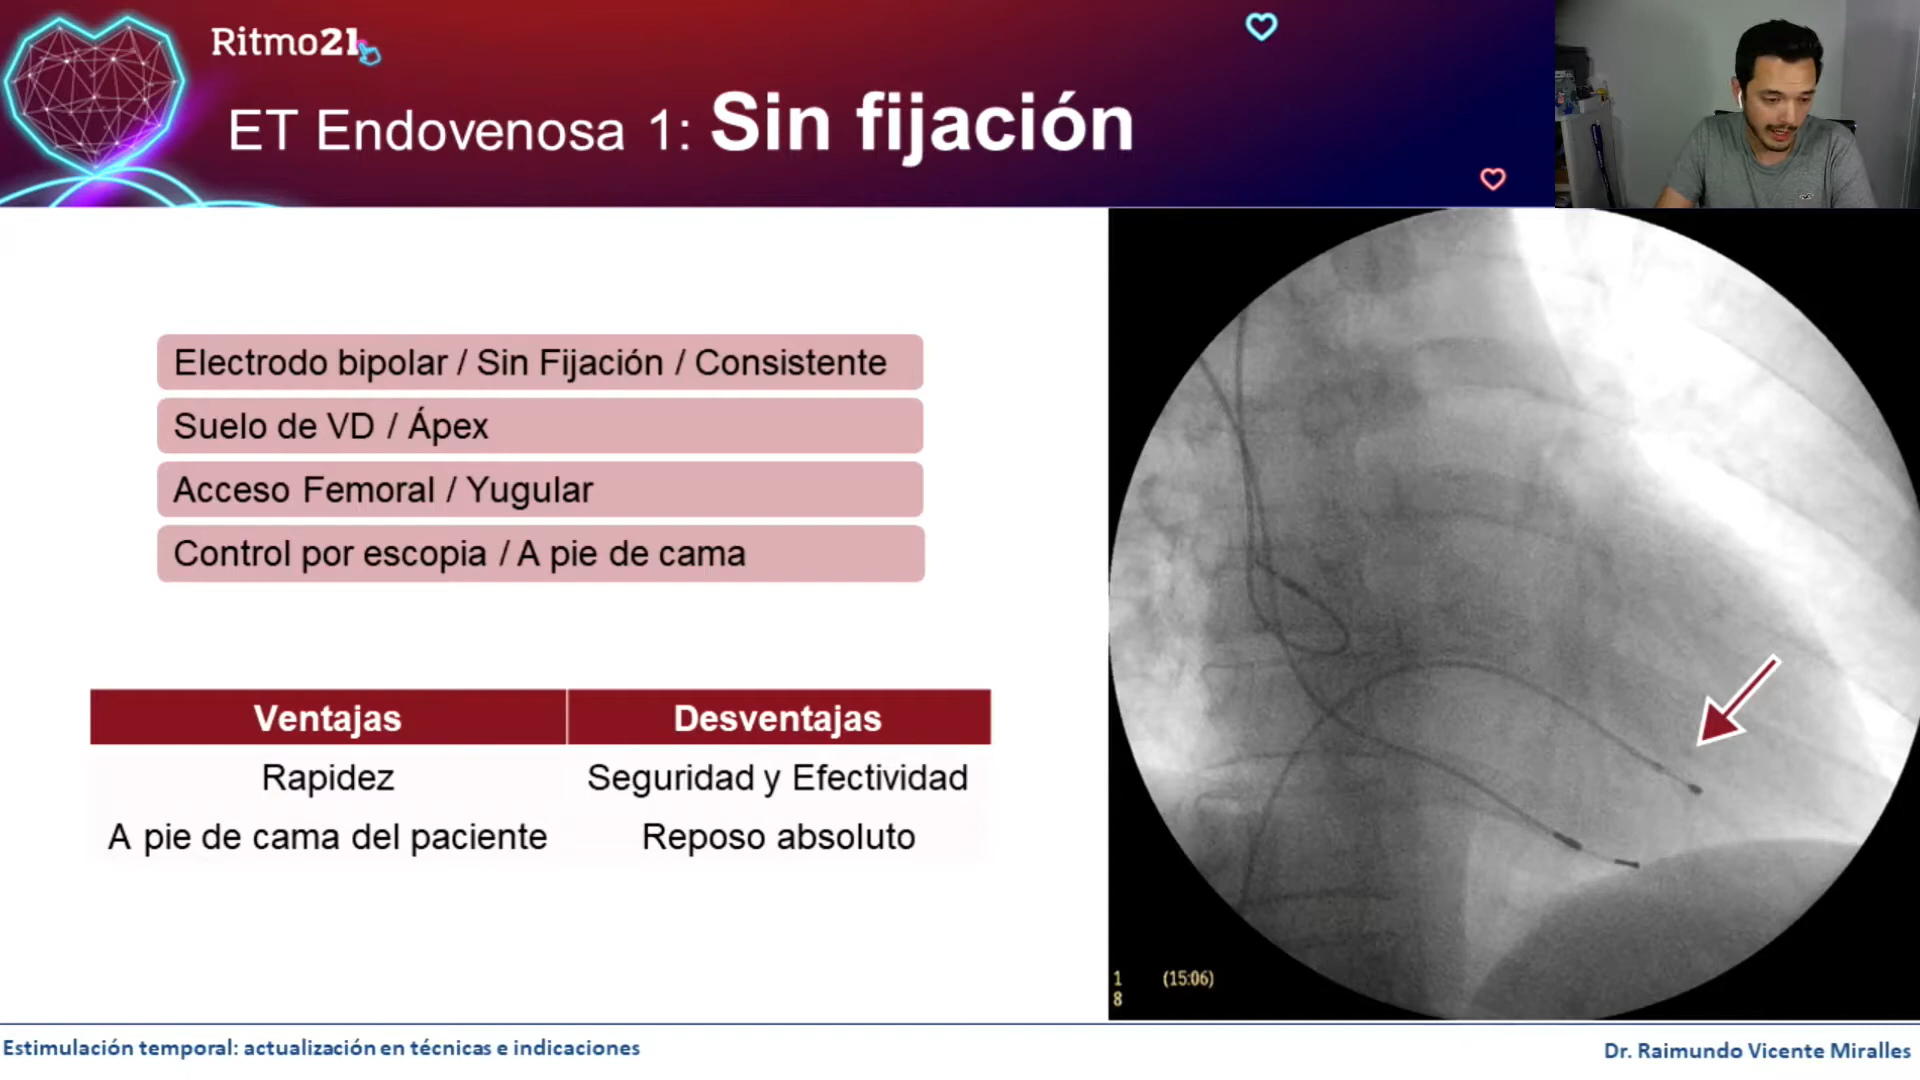 Ritmo21
ET Endovenosa 1: Sin fijación
Electrodo bipolar / Sin Fijación / Consistente
Suelo de VD / Ápex
Acceso Femoral / Yugular
Control por escopia / A pie de cama
Ventajas Desventajas
Rapidez Seguridad y Efectividad
A pie de cama del paciente Reposo absoluto
1 (15:06)
8
Estimulación temporal: actualización en técnicas e indicaciones
Dr. Raimundo Vicente Miralles